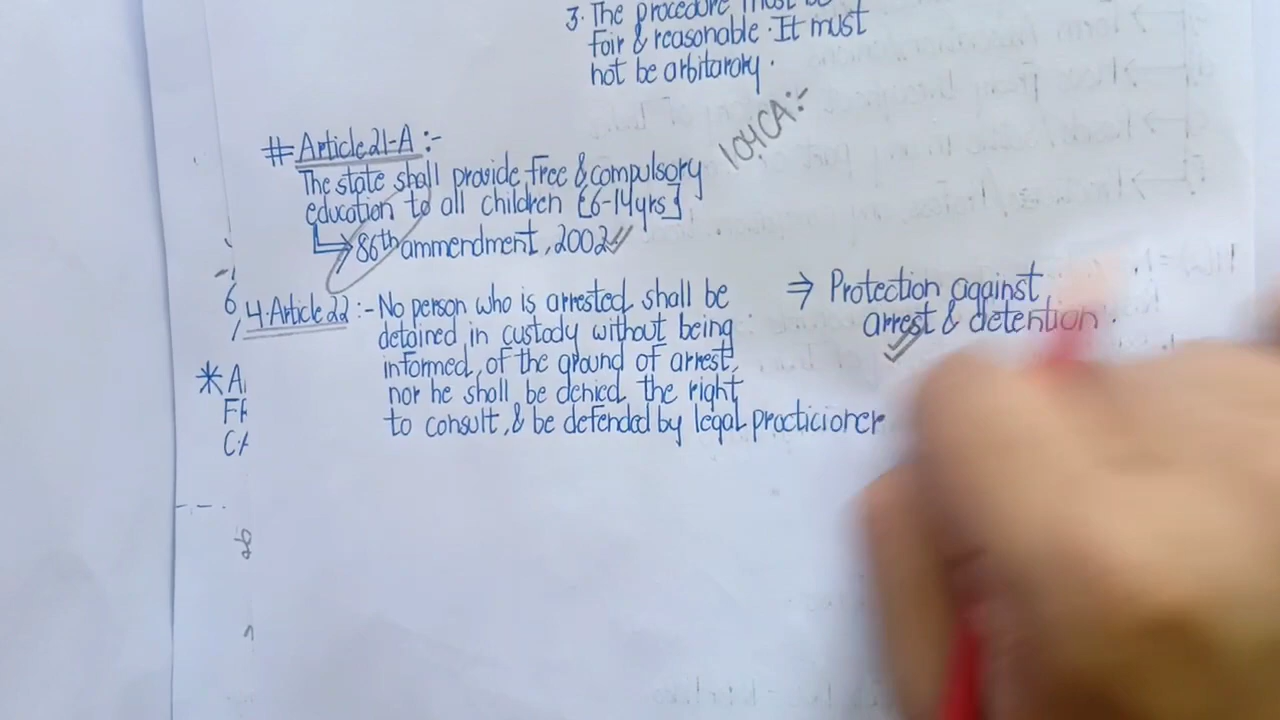 3. The procedure must be
fair & reasonable. It must
not be arbitarary.
104CA:-
# Article 21-A :-
The state shall provide free & compulsory
education to all children [6-14yrs]
86th ammerdment, 2002
4. Article 22 :- No person who is arrested shall be
detained in custody without being
informed, of the ground of arrest,
nor he shall be denied the right
to consult, & be defended by legal practicioner
⇒ Protection against
arrest & detention.
6
* A